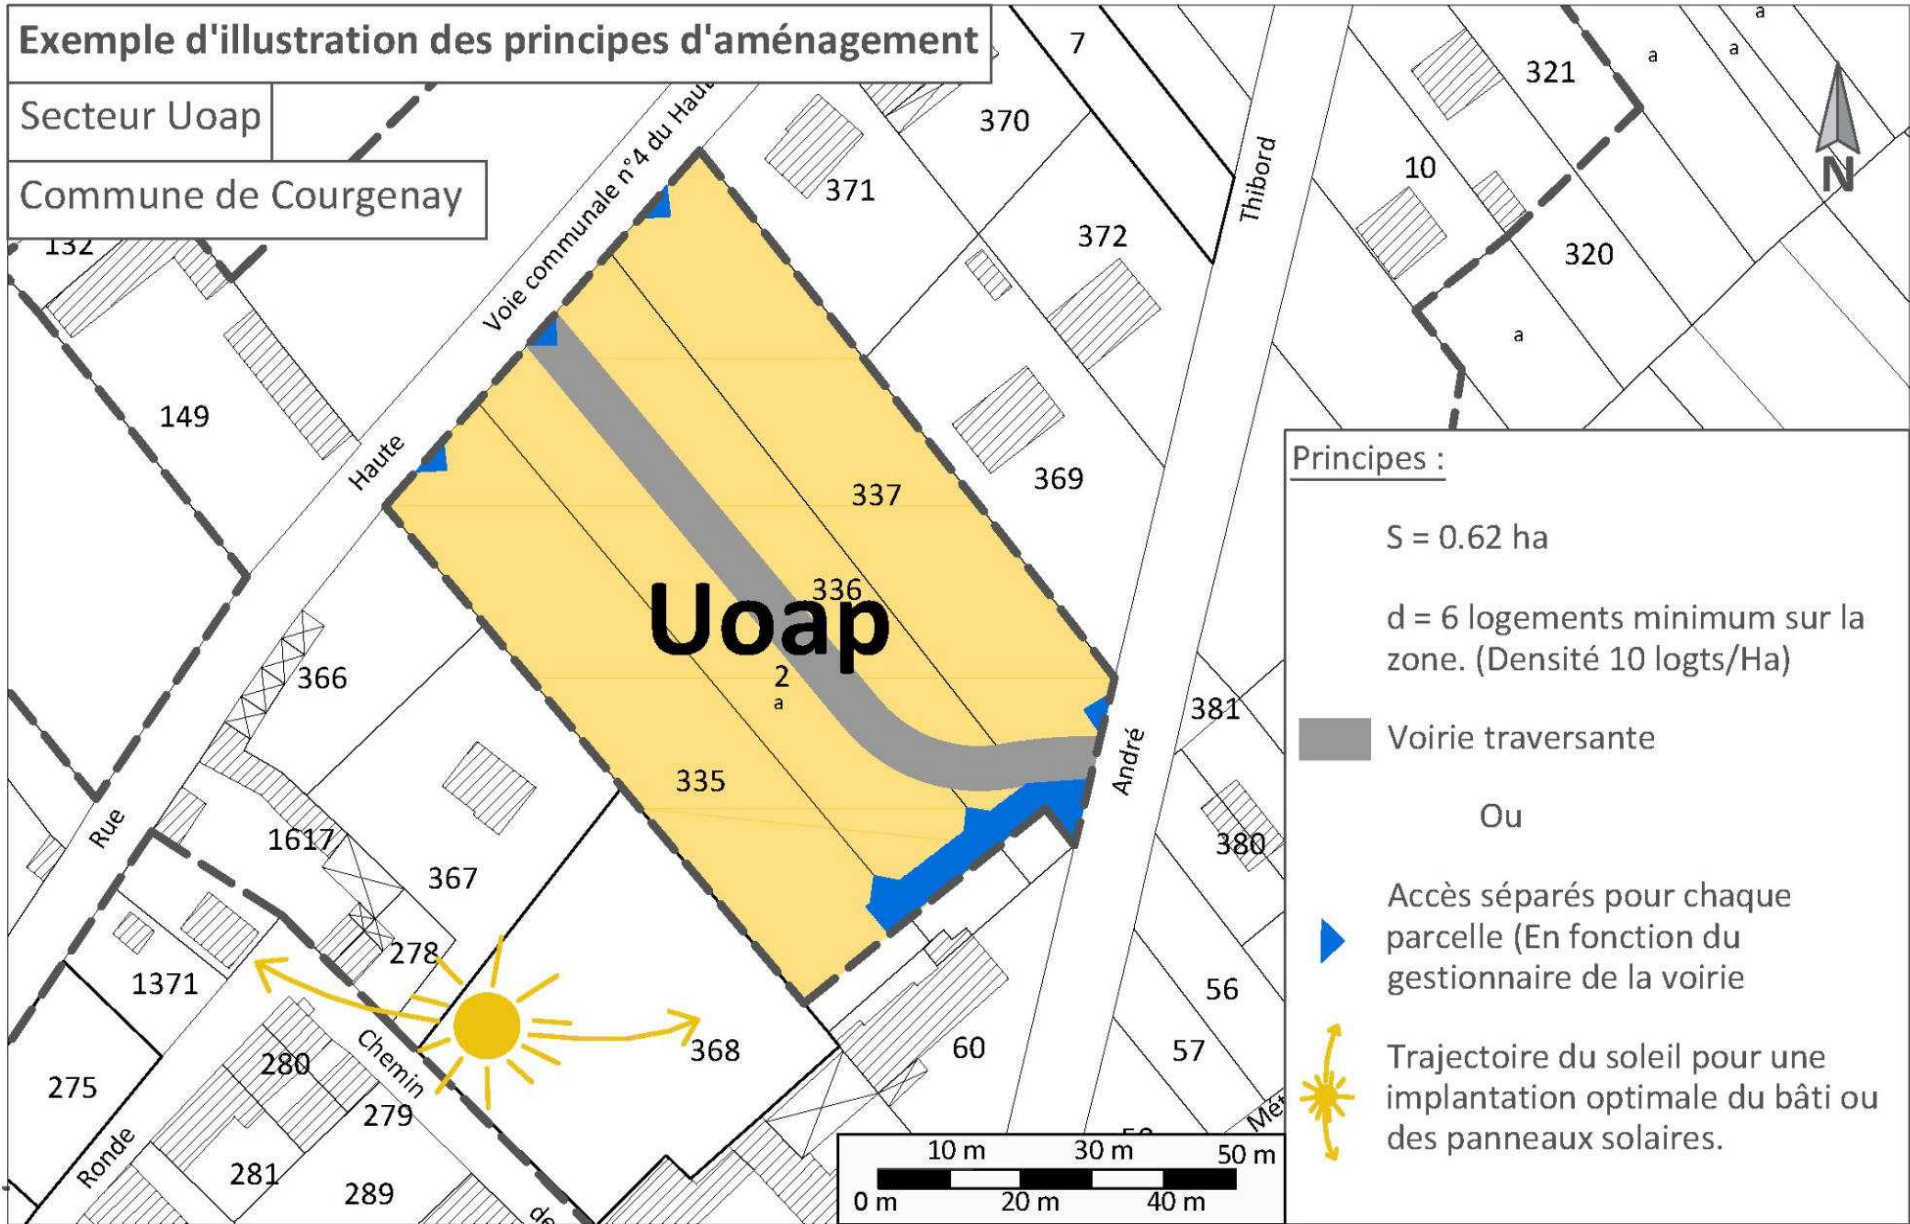 Exemple d'illustration des principes d'aménagement
Secteur Uoap
Commune de Courgenay
Voie communale n°4 du Haut
Haute
Rue
Thibord
André
Chemin
de
Ronde
N
7
370
371
372
369
321
10
320
a
a
a
a
132
149
337
336
Uoap
2
a
335
366
1617
367
278
1371
275
280
279
281
289
368
60
381
380
56
57
Mét
Principes :
S = 0.62 ha
d = 6 logements minimum sur la
zone. (Densité 10 logts/Ha)
Voirie traversante
Ou
Accès séparés pour chaque
parcelle (En fonction du
gestionnaire de la voirie
Trajectoire du soleil pour une
implantation optimale du bâti ou
des panneaux solaires.
10 m 30 m 50 m
0 m 20 m 40 m